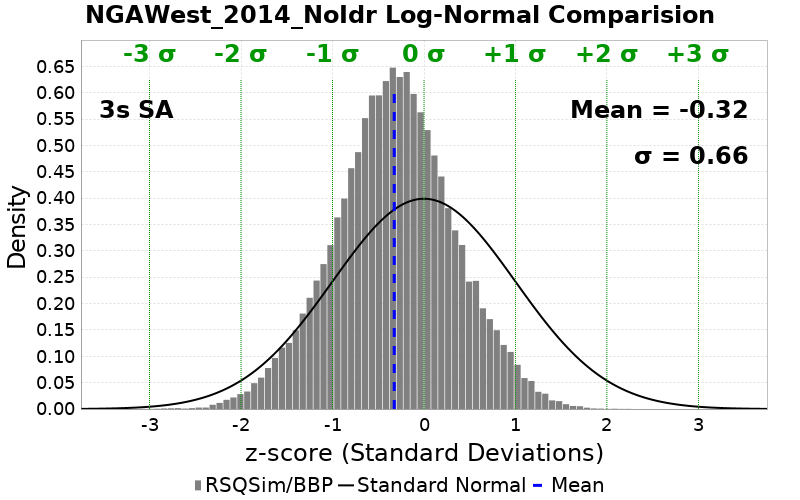 NGAWest_2014_NoIdr Log-Normal Comparision
-3 σ -2 σ -1 σ 0 σ +1 σ +2 σ +3 σ
3s SA
Mean = -0.32
σ = 0.66
Density
0.65
0.60
0.55
0.50
0.45
0.40
0.35
0.30
0.25
0.20
0.15
0.10
0.05
0.00
-3 -2 -1 0 1 2 3
z-score (Standard Deviations)
RSQSim/BBP Standard Normal Mean